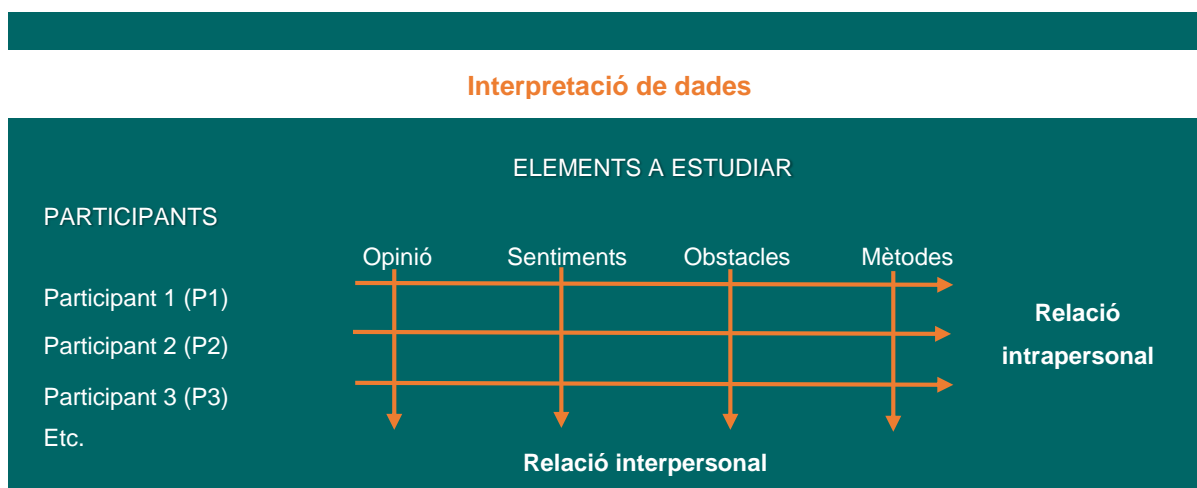 Interpretació de dades
ELEMENTS A ESTUDIAR
PARTICIPANTS
Opinió Sentiments Obstacles Mètodes
Participant 1 (P1)
Participant 2 (P2)
Participant 3 (P3)
Etc.
Relació
intrapersonal
Relació interpersonal